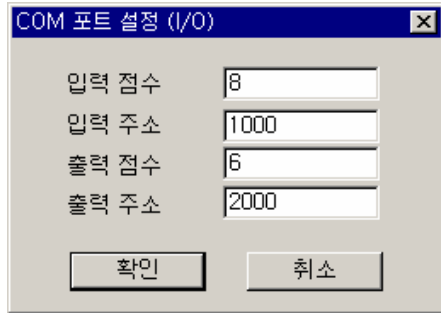 COM 포트 설정 (I/O)
입력 점수 8
입력 주소 1000
출력 점수 6
출력 주소 2000
확인 취소